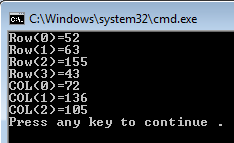 C:\Windows\system32\cmd.exe
Row(0)=52
Row(1)=63
Row(2)=155
Row(3)=43
COL(0)=72
COL(1)=136
COL(2)=105
Press any key to continue .